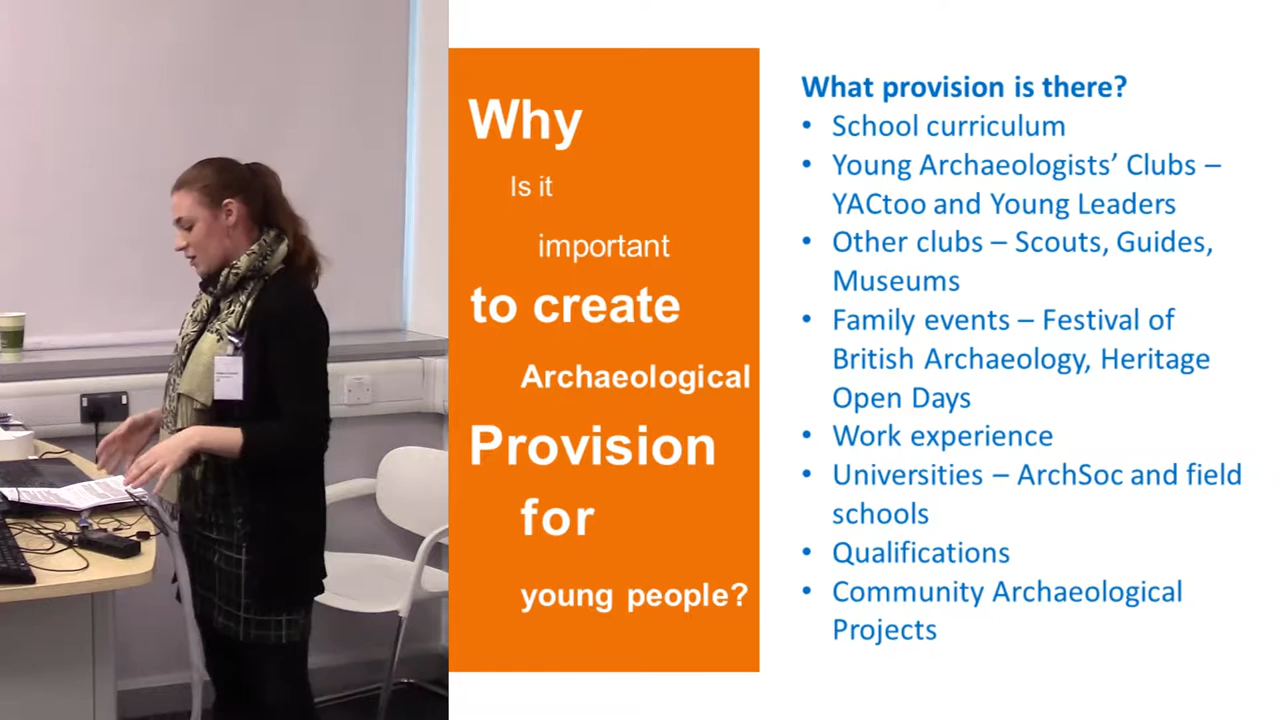 Why
Is it
important
to create
Archaeological
Provision
for
young people?
What provision is there?
• School curriculum
• Young Archaeologists’ Clubs –
YACtoo and Young Leaders
• Other clubs – Scouts, Guides,
Museums
• Family events – Festival of
British Archaeology, Heritage
Open Days
• Work experience
• Universities – ArchSoc and field
schools
• Qualifications
• Community Archaeological
Projects